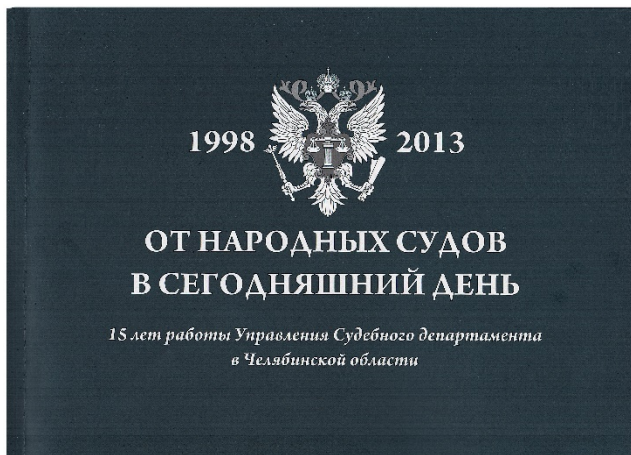 1998 2013
ОТ НАРОДНЫХ СУДОВ
В СЕГОДНЯШНИЙ ДЕНЬ
15 лет работы Управления Судебного департамента
в Челябинской области